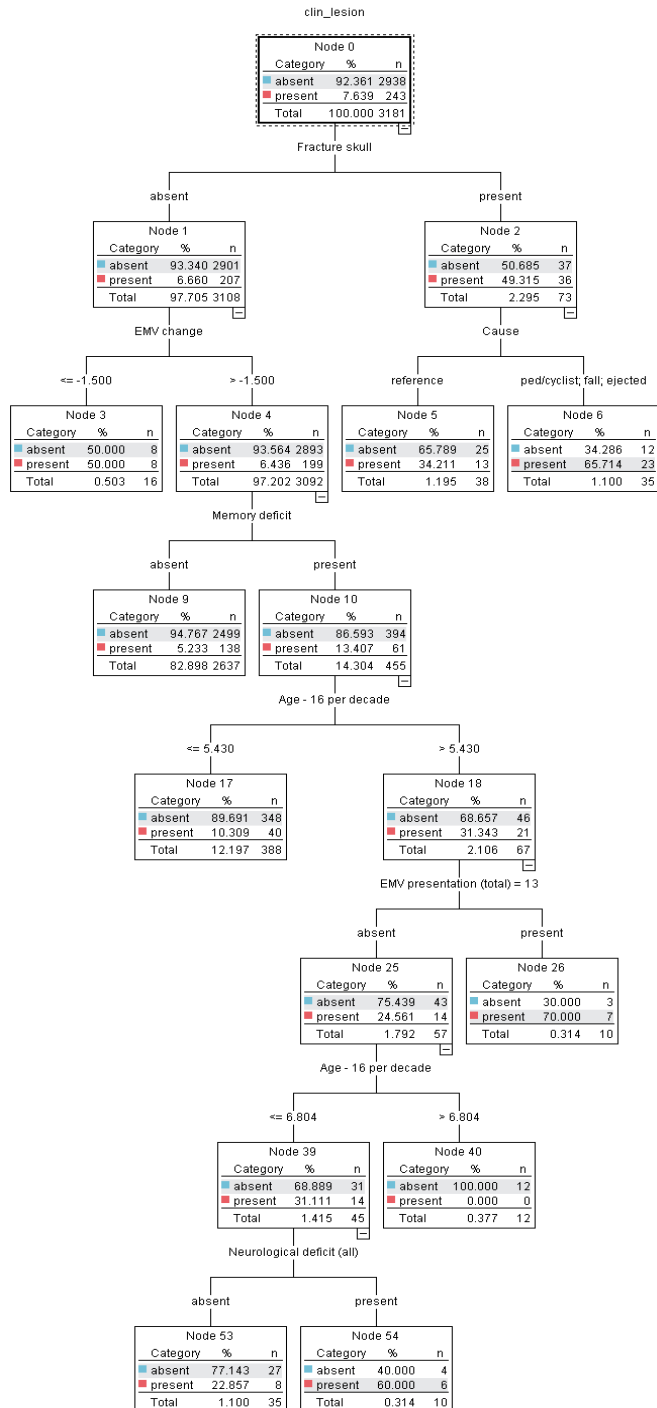 clin_lesion
Node 0
Category % n
absent 92.361 2938
present 7.639 243
Total 100.000 3181
Fracture skull
absent
present
Node 1
Category % n
absent 93.340 2901
present 6.660 207
Total 97.705 3108
Node 2
Category % n
absent 50.685 37
present 49.315 36
Total 2.295 73
EMV change
Cause
<= -1.500
> -1.500
reference
ped/cyclist; fall; ejected
Node 3
Category % n
absent 50.000 8
present 50.000 8
Total 0.503 16
Node 4
Category % n
absent 93.564 2893
present 6.436 199
Total 97.202 3092
Node 5
Category % n
absent 65.789 25
present 34.211 13
Total 1.195 38
Node 6
Category % n
absent 34.286 12
present 65.714 23
Total 1.100 35
Memory deficit
absent
present
Node 9
Category % n
absent 94.767 2499
present 5.233 138
Total 82.898 2637
Node 10
Category % n
absent 86.593 394
present 13.407 61
Total 14.304 455
Age - 16 per decade
<= 5.430
> 5.430
Node 17
Category % n
absent 89.691 348
present 10.309 40
Total 12.197 388
Node 18
Category % n
absent 68.657 46
present 31.343 21
Total 2.106 67
EMV presentation (total) = 13
absent
present
Node 25
Category % n
absent 75.439 43
present 24.561 14
Total 1.792 57
Node 26
Category % n
absent 30.000 3
present 70.000 7
Total 0.314 10
Age - 16 per decade
<= 6.804
> 6.804
Node 39
Category % n
absent 68.889 31
present 31.111 14
Total 1.415 45
Node 40
Category % n
absent 100.000 12
present 0.000 0
Total 0.377 12
Neurological deficit (all)
absent
present
Node 53
Category % n
absent 77.143 27
present 22.857 8
Total 1.100 35
Node 54
Category % n
absent 40.000 4
present 60.000 6
Total 0.314 10